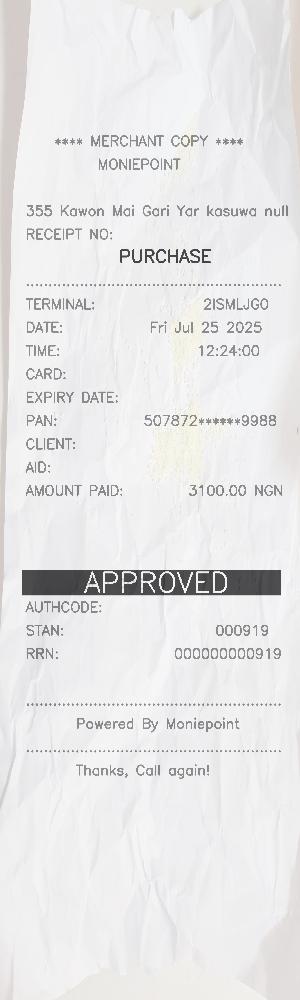 **** MERCHANT COPY ****
MONIEPOINT
355 Kawon Mai Gari Yar kasuwa null
RECEIPT NO:
PURCHASE
TERMINAL: 2ISMLJGO
DATE: Fri Jul 25 2025
TIME: 12:24:00
CARD:
EXPIRY DATE:
PAN: 507872******9988
CLIENT:
AID:
AMOUNT PAID: 3100.00 NGN
APPROVED
AUTHCODE:
STAN: 000919
RRN: 000000000919
Powered By Moniepoint
Thanks, Call again!